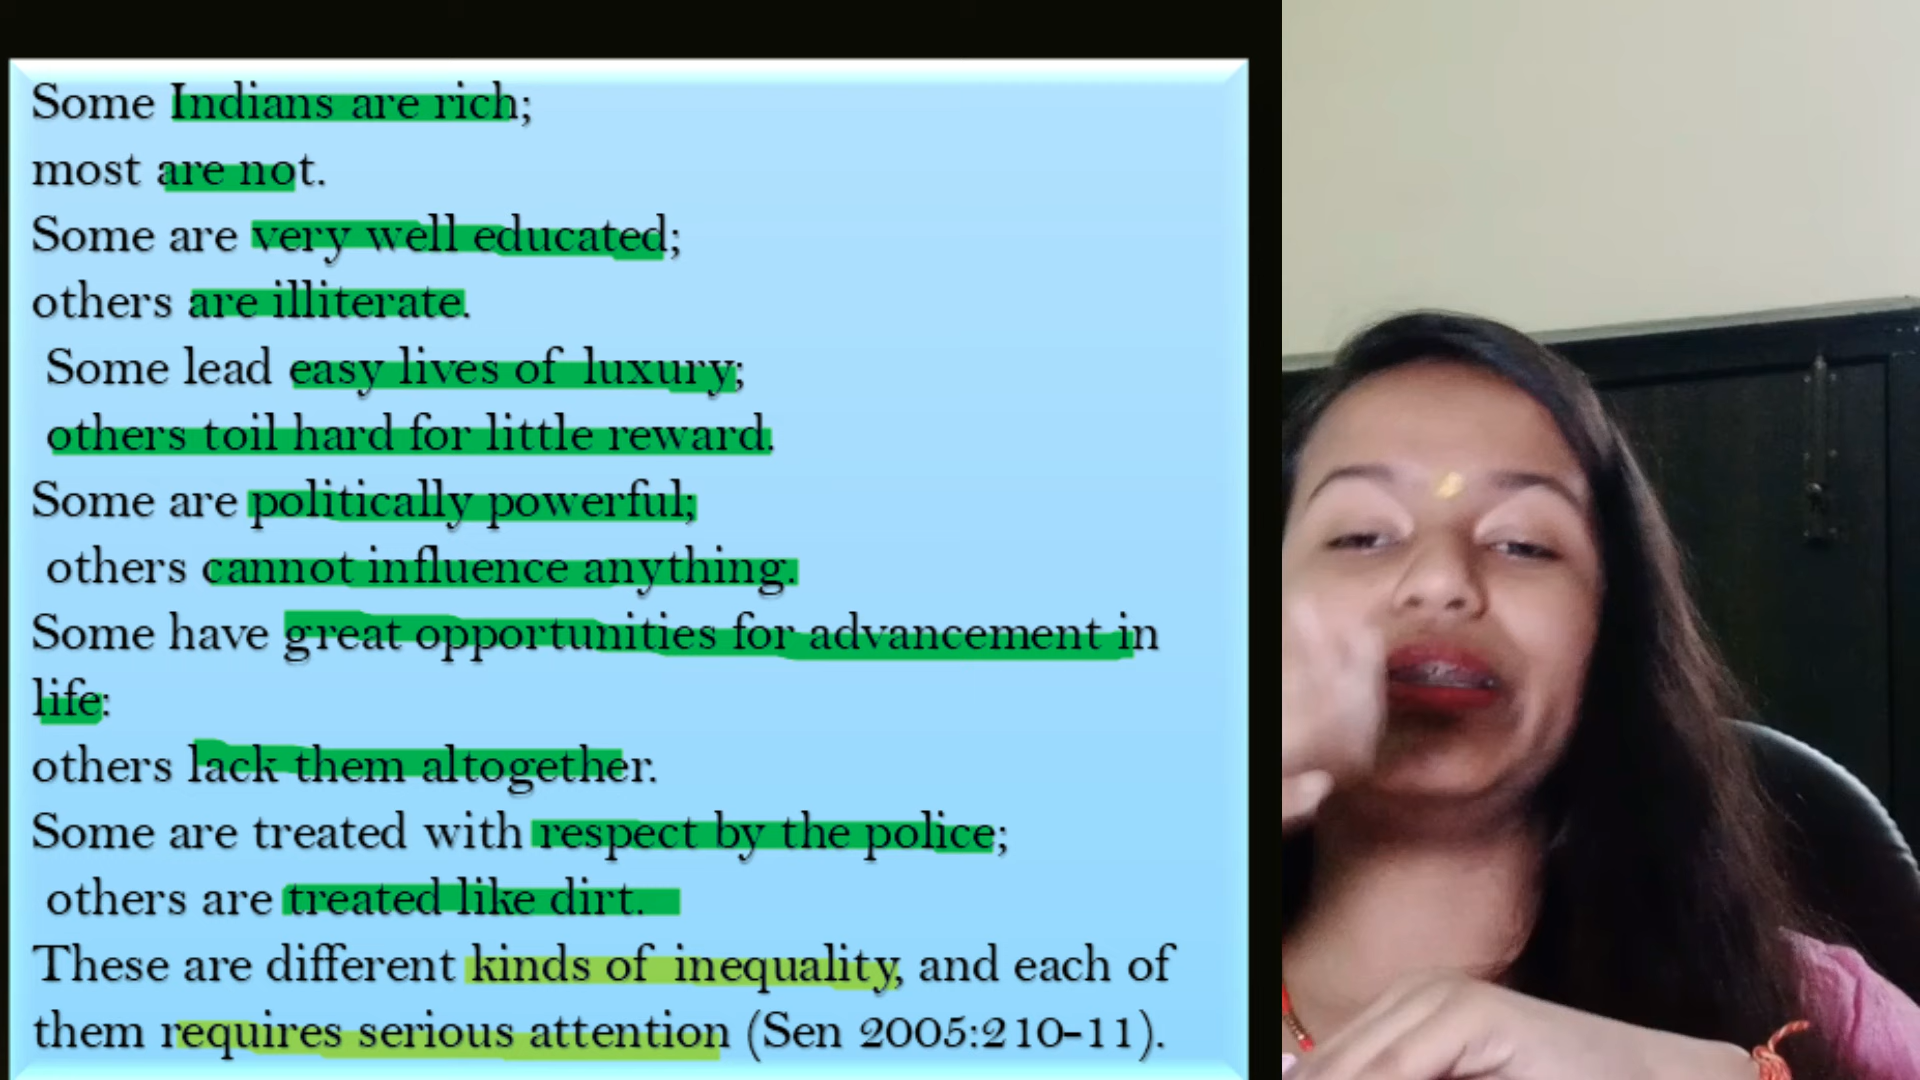 Some Indians are rich;
most are not.
Some are very well educated;
others are illiterate.
Some lead easy lives of luxury;
others toil hard for little reward.
Some are politically powerful;
others cannot influence anything.
Some have great opportunities for advancement in
life:
others lack them altogether.
Some are treated with respect by the police;
others are treated like dirt.
These are different kinds of inequality, and each of
them requires serious attention (Sen 2005:210-11).